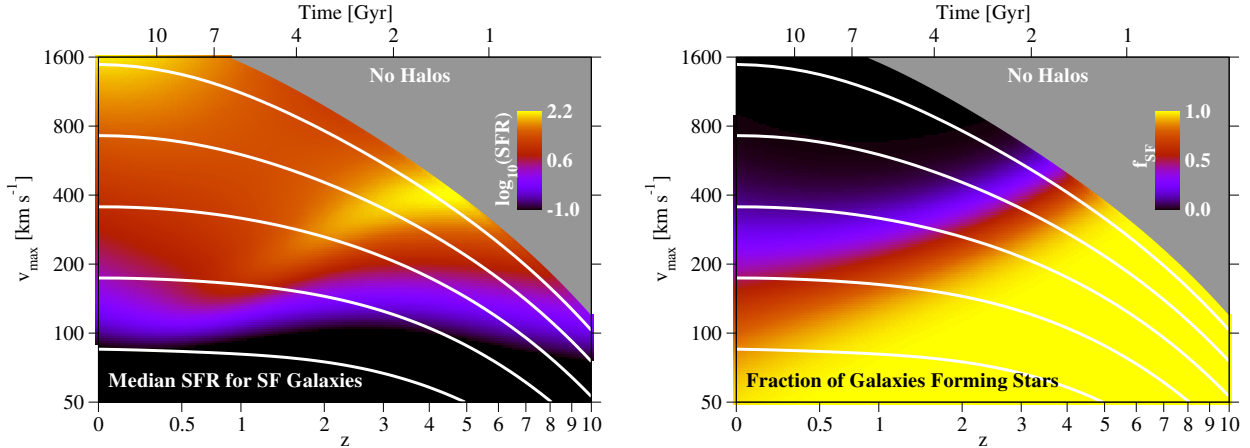 Time [Gyr]
10 7 4 2 1
1600
800
400
200
100
50
v_max [km s^-1]
No Halos
2.2
0.6
-1.0
log_10(SFR)
Median SFR for SF Galaxies
0 0.5 1 2 3 4 5 6 7 8 9 10
z
Time [Gyr]
10 7 4 2 1
1600
800
400
200
100
50
v_max [km s^-1]
No Halos
1.0
0.5
0.0
f_SF
Fraction of Galaxies Forming Stars
0 0.5 1 2 3 4 5 6 7 8 9 10
z